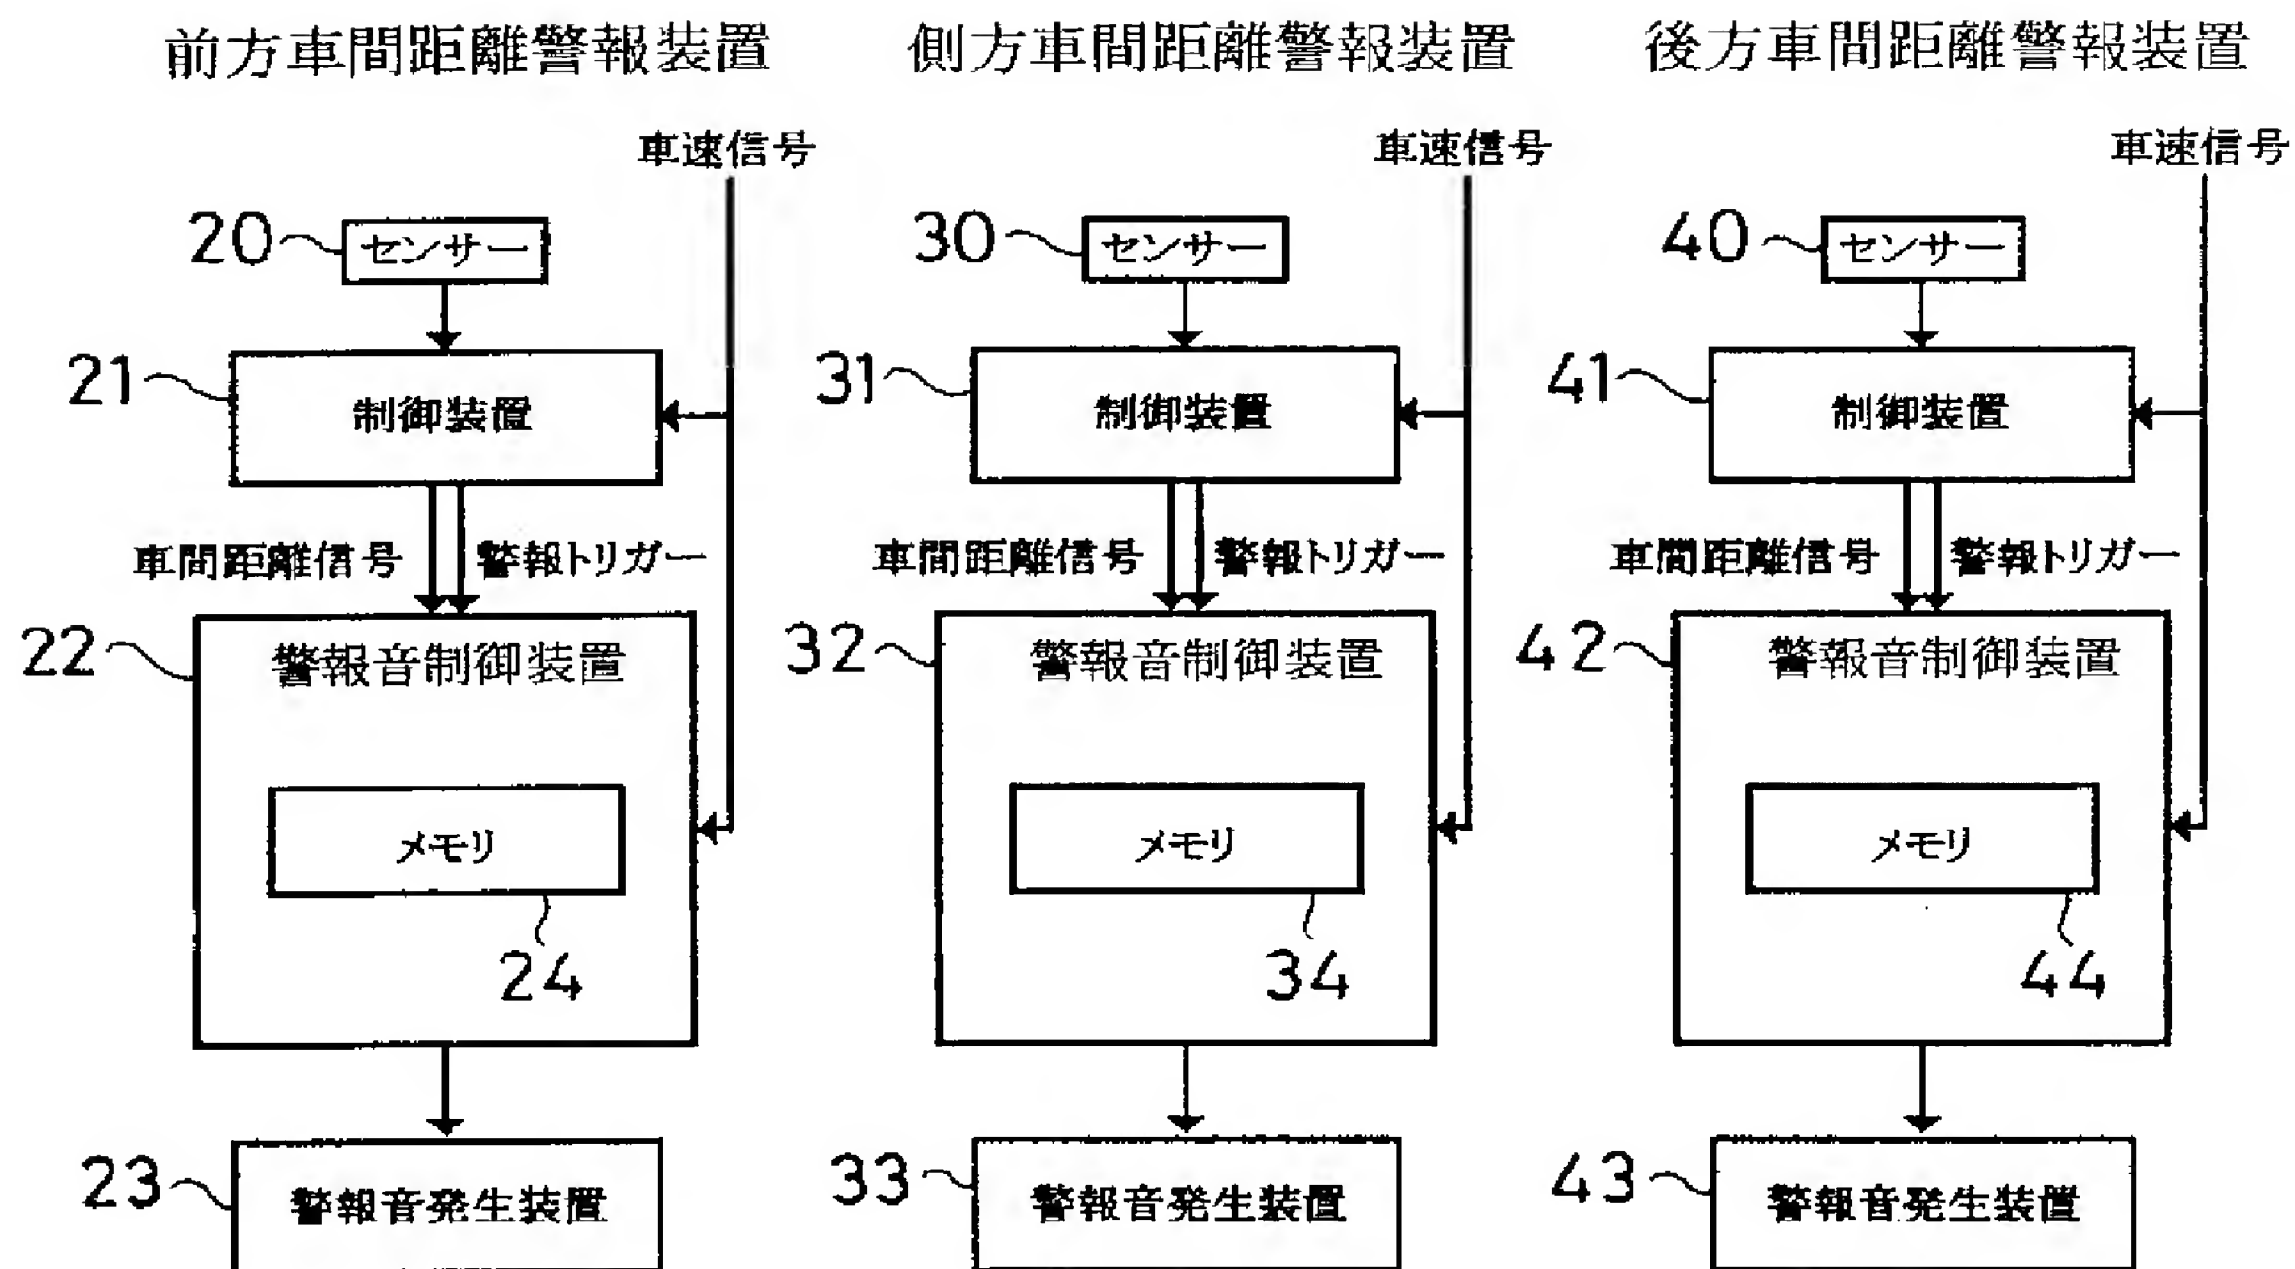 前方車間距離警報装置
車速信号
20
センサー
21
制御装置
車間距離信号
警報トリガー
22
警報音制御装置
メモリ
24
23
警報音発生装置
側方車間距離警報装置
車速信号
30
センサー
31
制御装置
車間距離信号
警報トリガー
32
警報音制御装置
メモリ
34
33
警報音発生装置
後方車間距離警報装置
車速信号
40
センサー
41
制御装置
車間距離信号
警報トリガー
42
警報音制御装置
メモリ
44
43
警報音発生装置